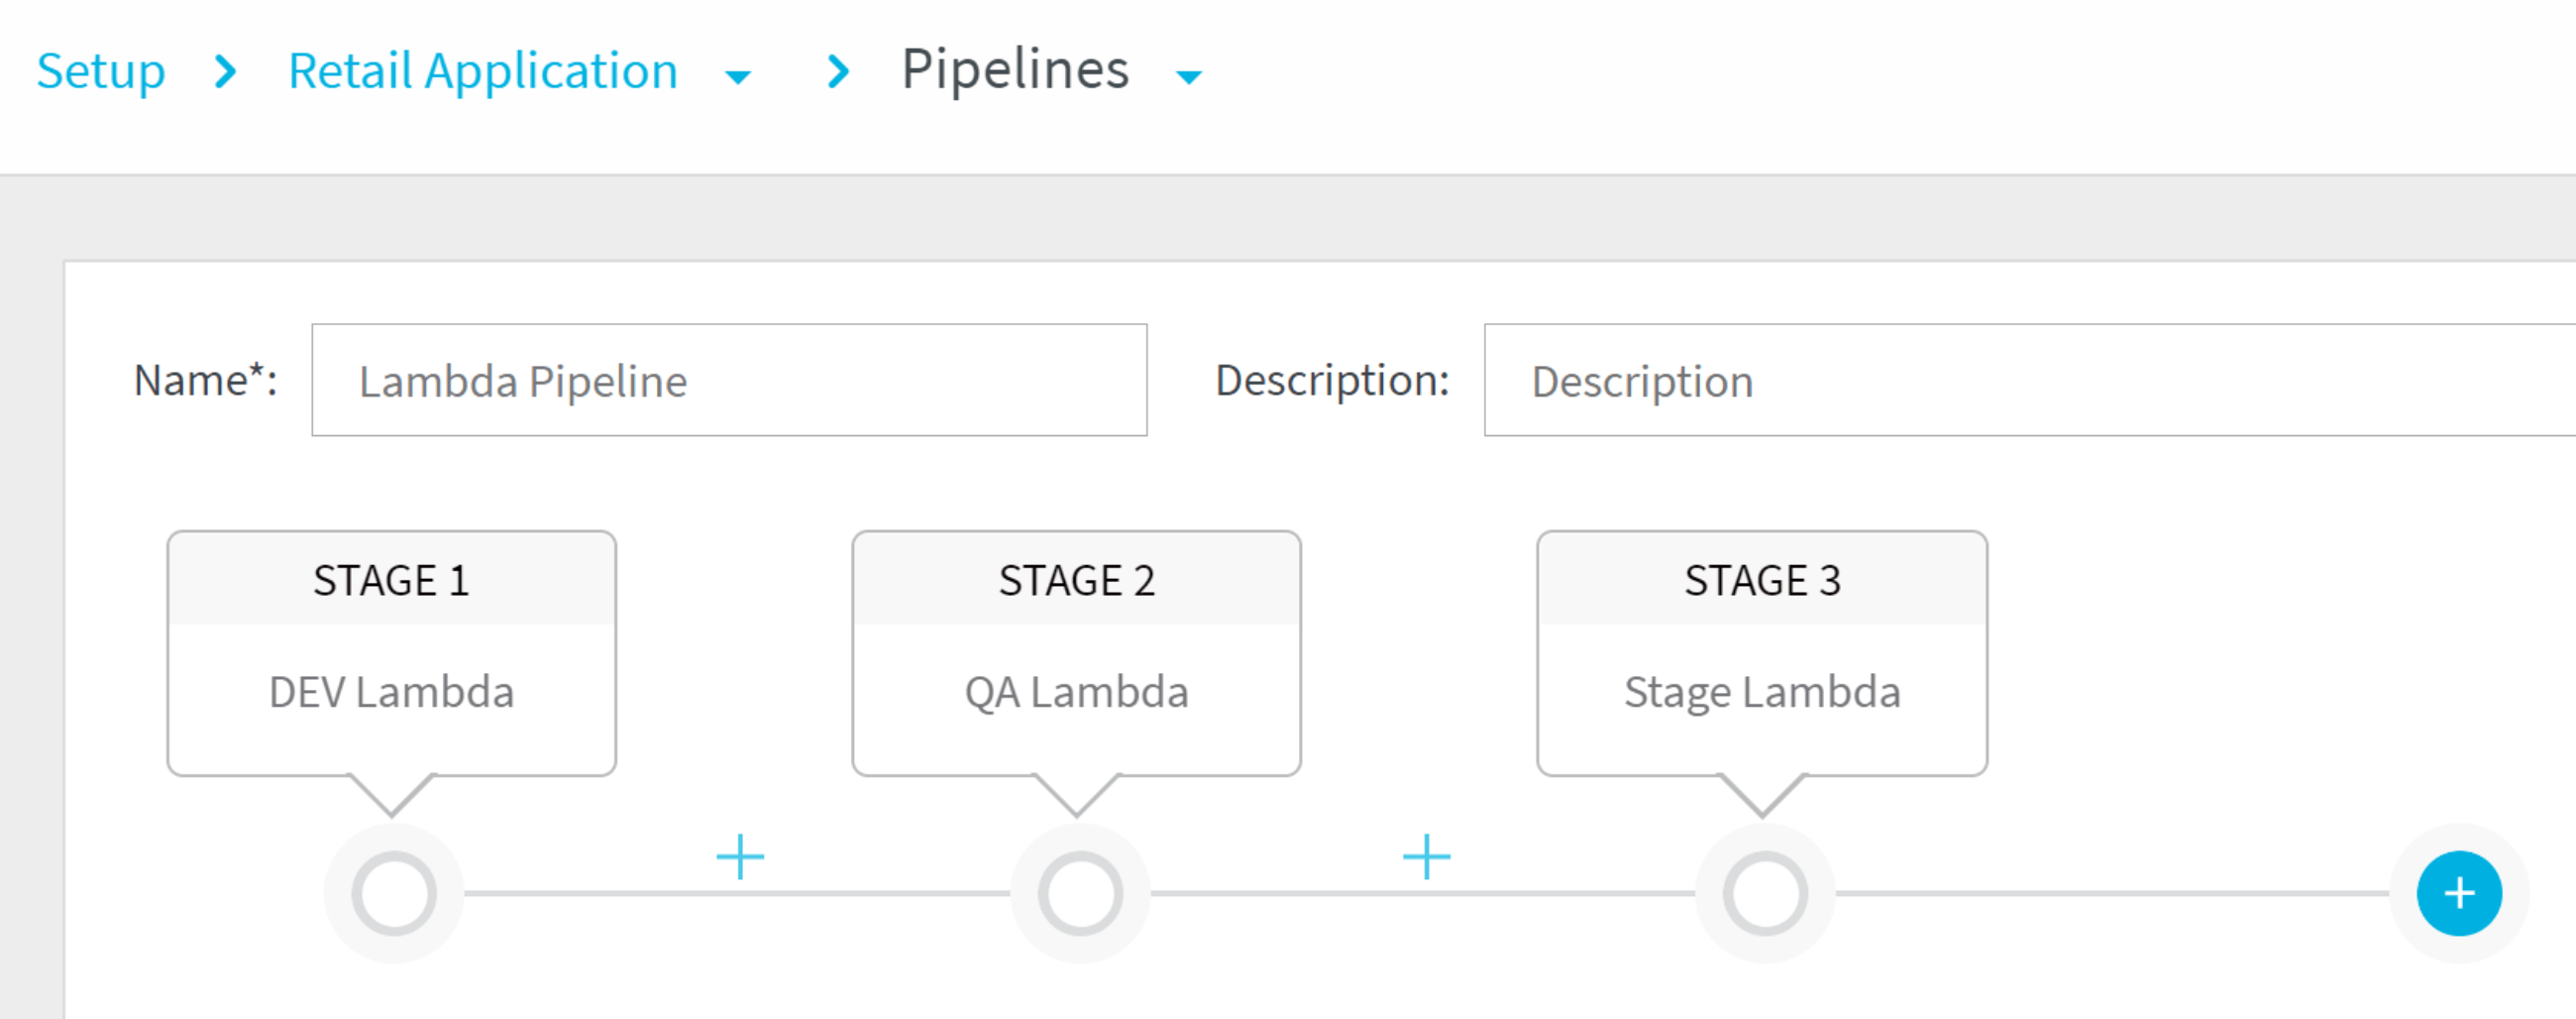 Setup > Retail Application > Pipelines
Name*: Lambda Pipeline Description: Description
STAGE 1 STAGE 2 STAGE 3
DEV Lambda QA Lambda Stage Lambda